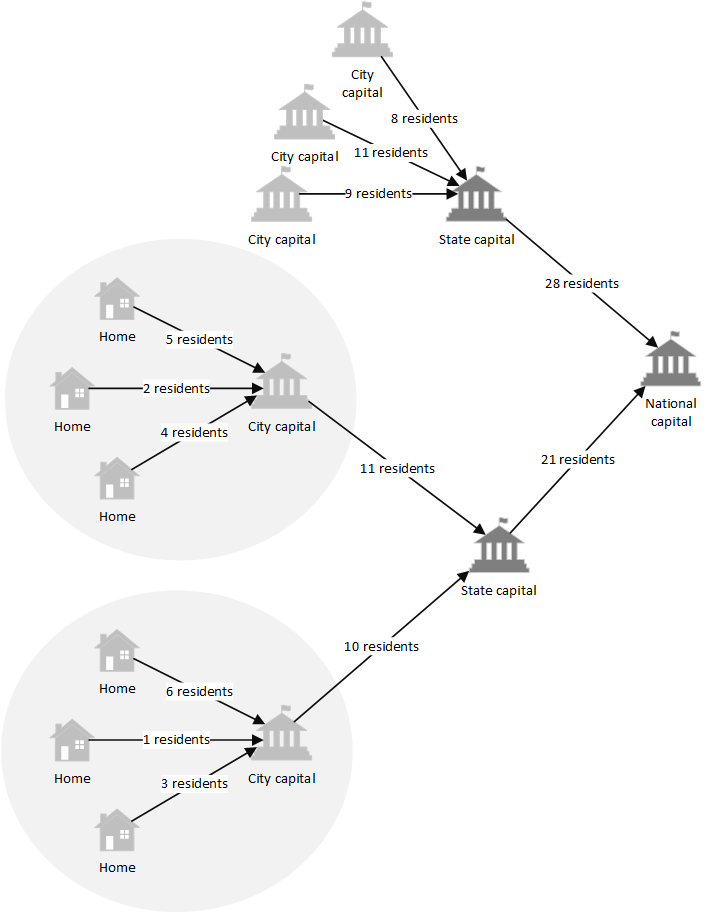 City
capital
8 residents
City capital
11 residents
City capital
9 residents
State capital
28 residents
Home
5 residents
Home
2 residents
City capital
4 residents
Home
11 residents
National
capital
21 residents
State capital
10 residents
Home
6 residents
Home
1 residents
City capital
3 residents
Home